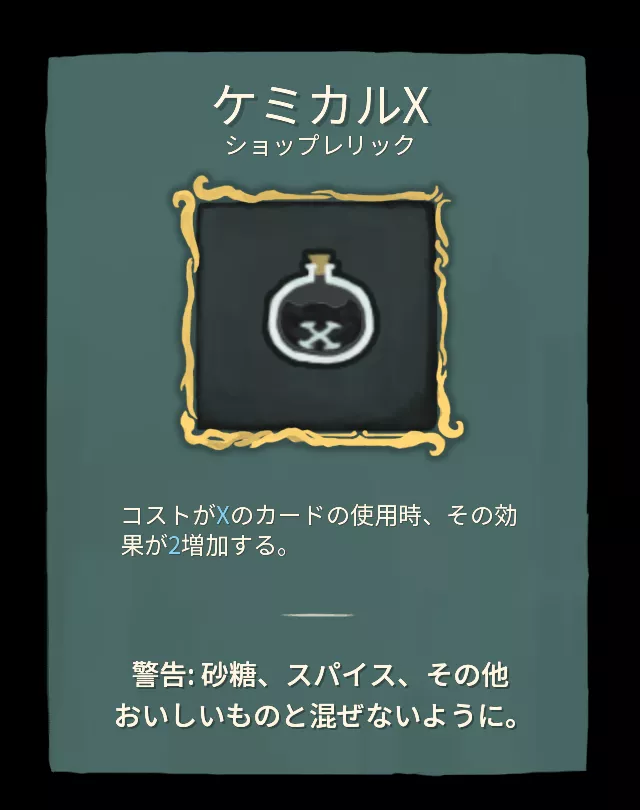 ケミカルX
ショップレリック
X
コストがXのカードの使用時、その効
果が2増加する。
警告: 砂糖、スパイス、その他
おいしいものと混ぜないように。